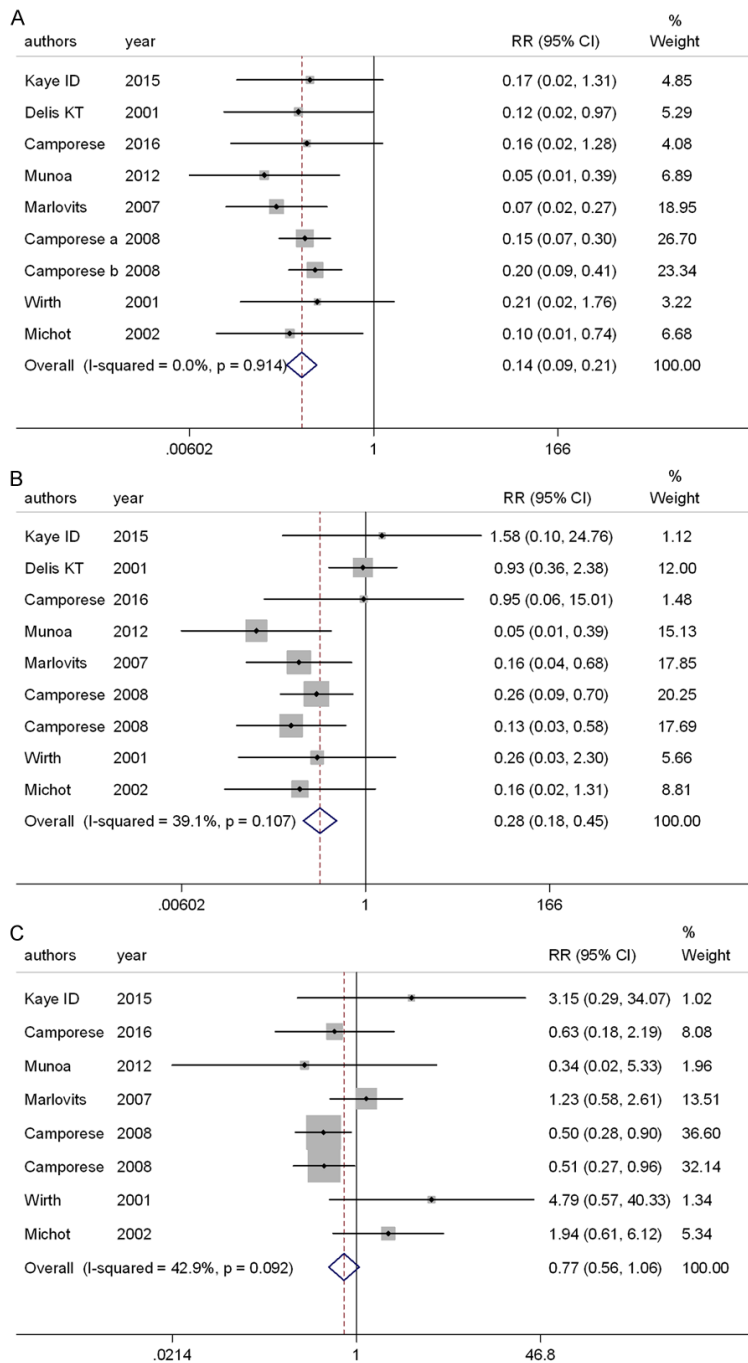 A
%
authors year RR (95% CI) Weight
Kaye ID 2015 0.17 (0.02, 1.31) 4.85
Delis KT 2001 0.12 (0.02, 0.97) 5.29
Camporese 2016 0.16 (0.02, 1.28) 4.08
Munoa 2012 0.05 (0.01, 0.39) 6.89
Marlovits 2007 0.07 (0.02, 0.27) 18.95
Camporese a 2008 0.15 (0.07, 0.30) 26.70
Camporese b 2008 0.20 (0.09, 0.41) 23.34
Wirth 2001 0.21 (0.02, 1.76) 3.22
Michot 2002 0.10 (0.01, 0.74) 6.68
Overall (I-squared = 0.0%, p = 0.914) 0.14 (0.09, 0.21) 100.00
.00602 1 166
B
%
authors year RR (95% CI) Weight
Kaye ID 2015 1.58 (0.10, 24.76) 1.12
Delis KT 2001 0.93 (0.36, 2.38) 12.00
Camporese 2016 0.95 (0.06, 15.01) 1.48
Munoa 2012 0.05 (0.01, 0.39) 15.13
Marlovits 2007 0.16 (0.04, 0.68) 17.85
Camporese 2008 0.26 (0.09, 0.70) 20.25
Camporese 2008 0.13 (0.03, 0.58) 17.69
Wirth 2001 0.26 (0.03, 2.30) 5.66
Michot 2002 0.16 (0.02, 1.31) 8.81
Overall (I-squared = 39.1%, p = 0.107) 0.28 (0.18, 0.45) 100.00
.00602 1 166
C
%
authors year RR (95% CI) Weight
Kaye ID 2015 3.15 (0.29, 34.07) 1.02
Camporese 2016 0.63 (0.18, 2.19) 8.08
Munoa 2012 0.34 (0.02, 5.33) 1.96
Marlovits 2007 1.23 (0.58, 2.61) 13.51
Camporese 2008 0.50 (0.28, 0.90) 36.60
Camporese 2008 0.51 (0.27, 0.96) 32.14
Wirth 2001 4.79 (0.57, 40.33) 1.34
Michot 2002 1.94 (0.61, 6.12) 5.34
Overall (I-squared = 42.9%, p = 0.092) 0.77 (0.56, 1.06) 100.00
.0214 1 46.8